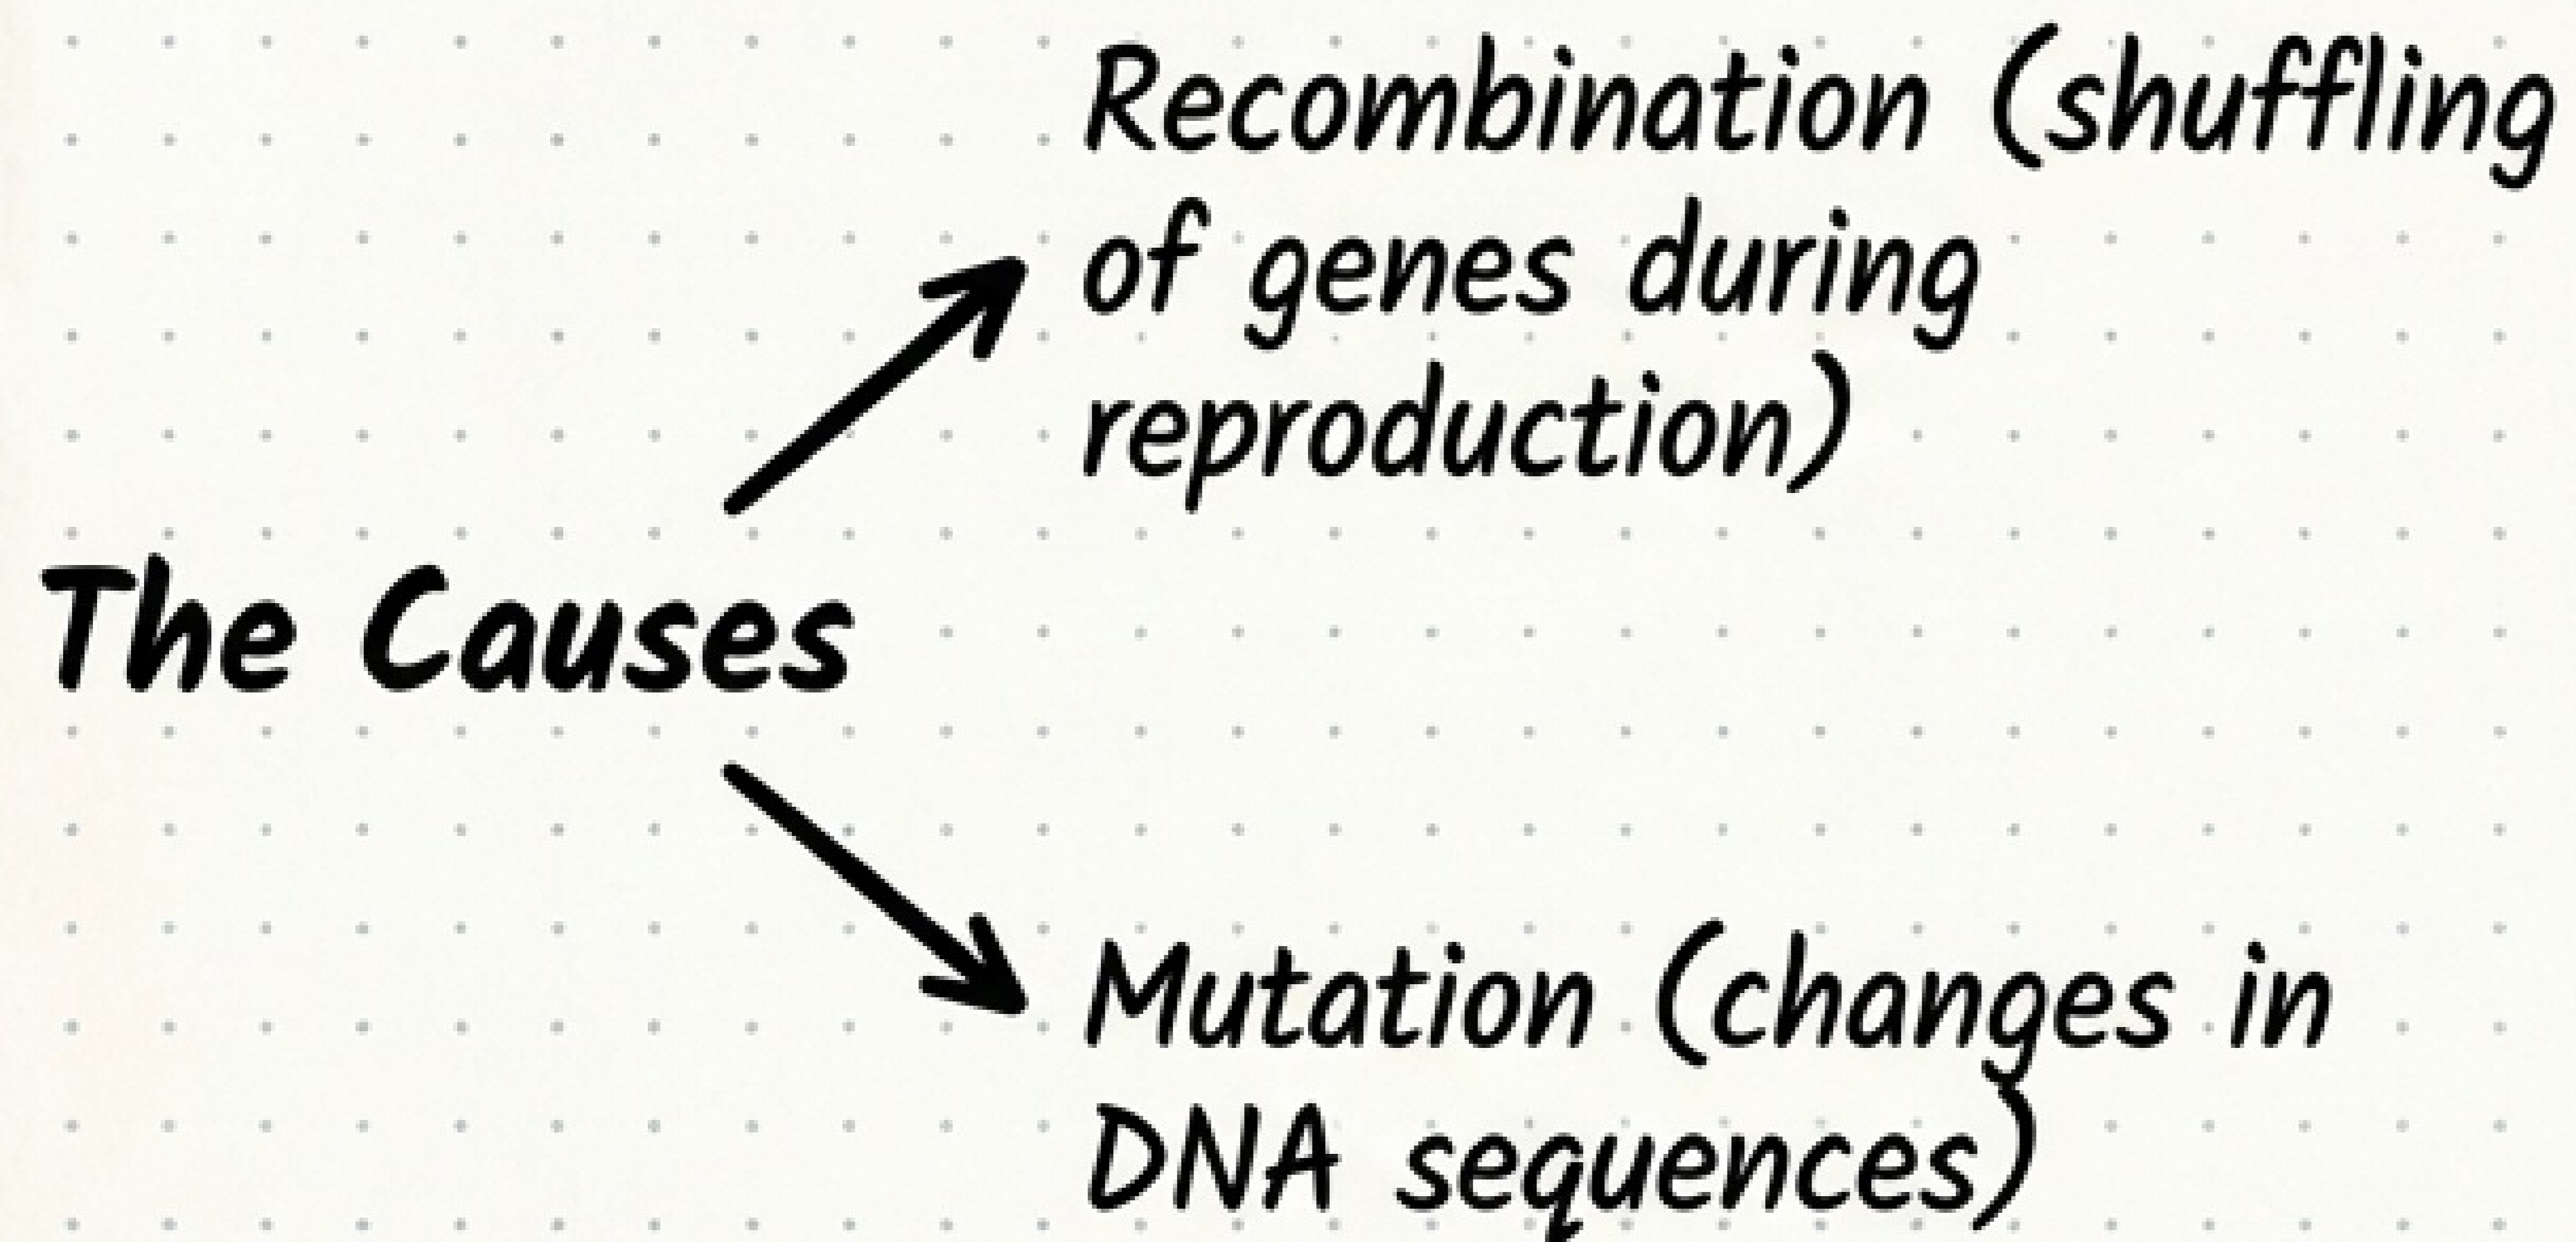 Recombination (shuffling
of genes during
reproduction)
The Causes
Mutation (changes in
DNA sequences)